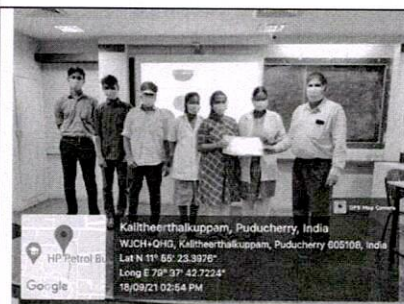 GPS Map Camera
Kalitheerthalkuppam, Puducherry, India
WJCH+QHG, Kalitheerthalkuppam, Puducherry 605108, India
Lat N 11° 55' 23.3976"
Long E 79° 37' 42.7224"
18/09/21 02:54 PM
HP Petrol Bu
Google